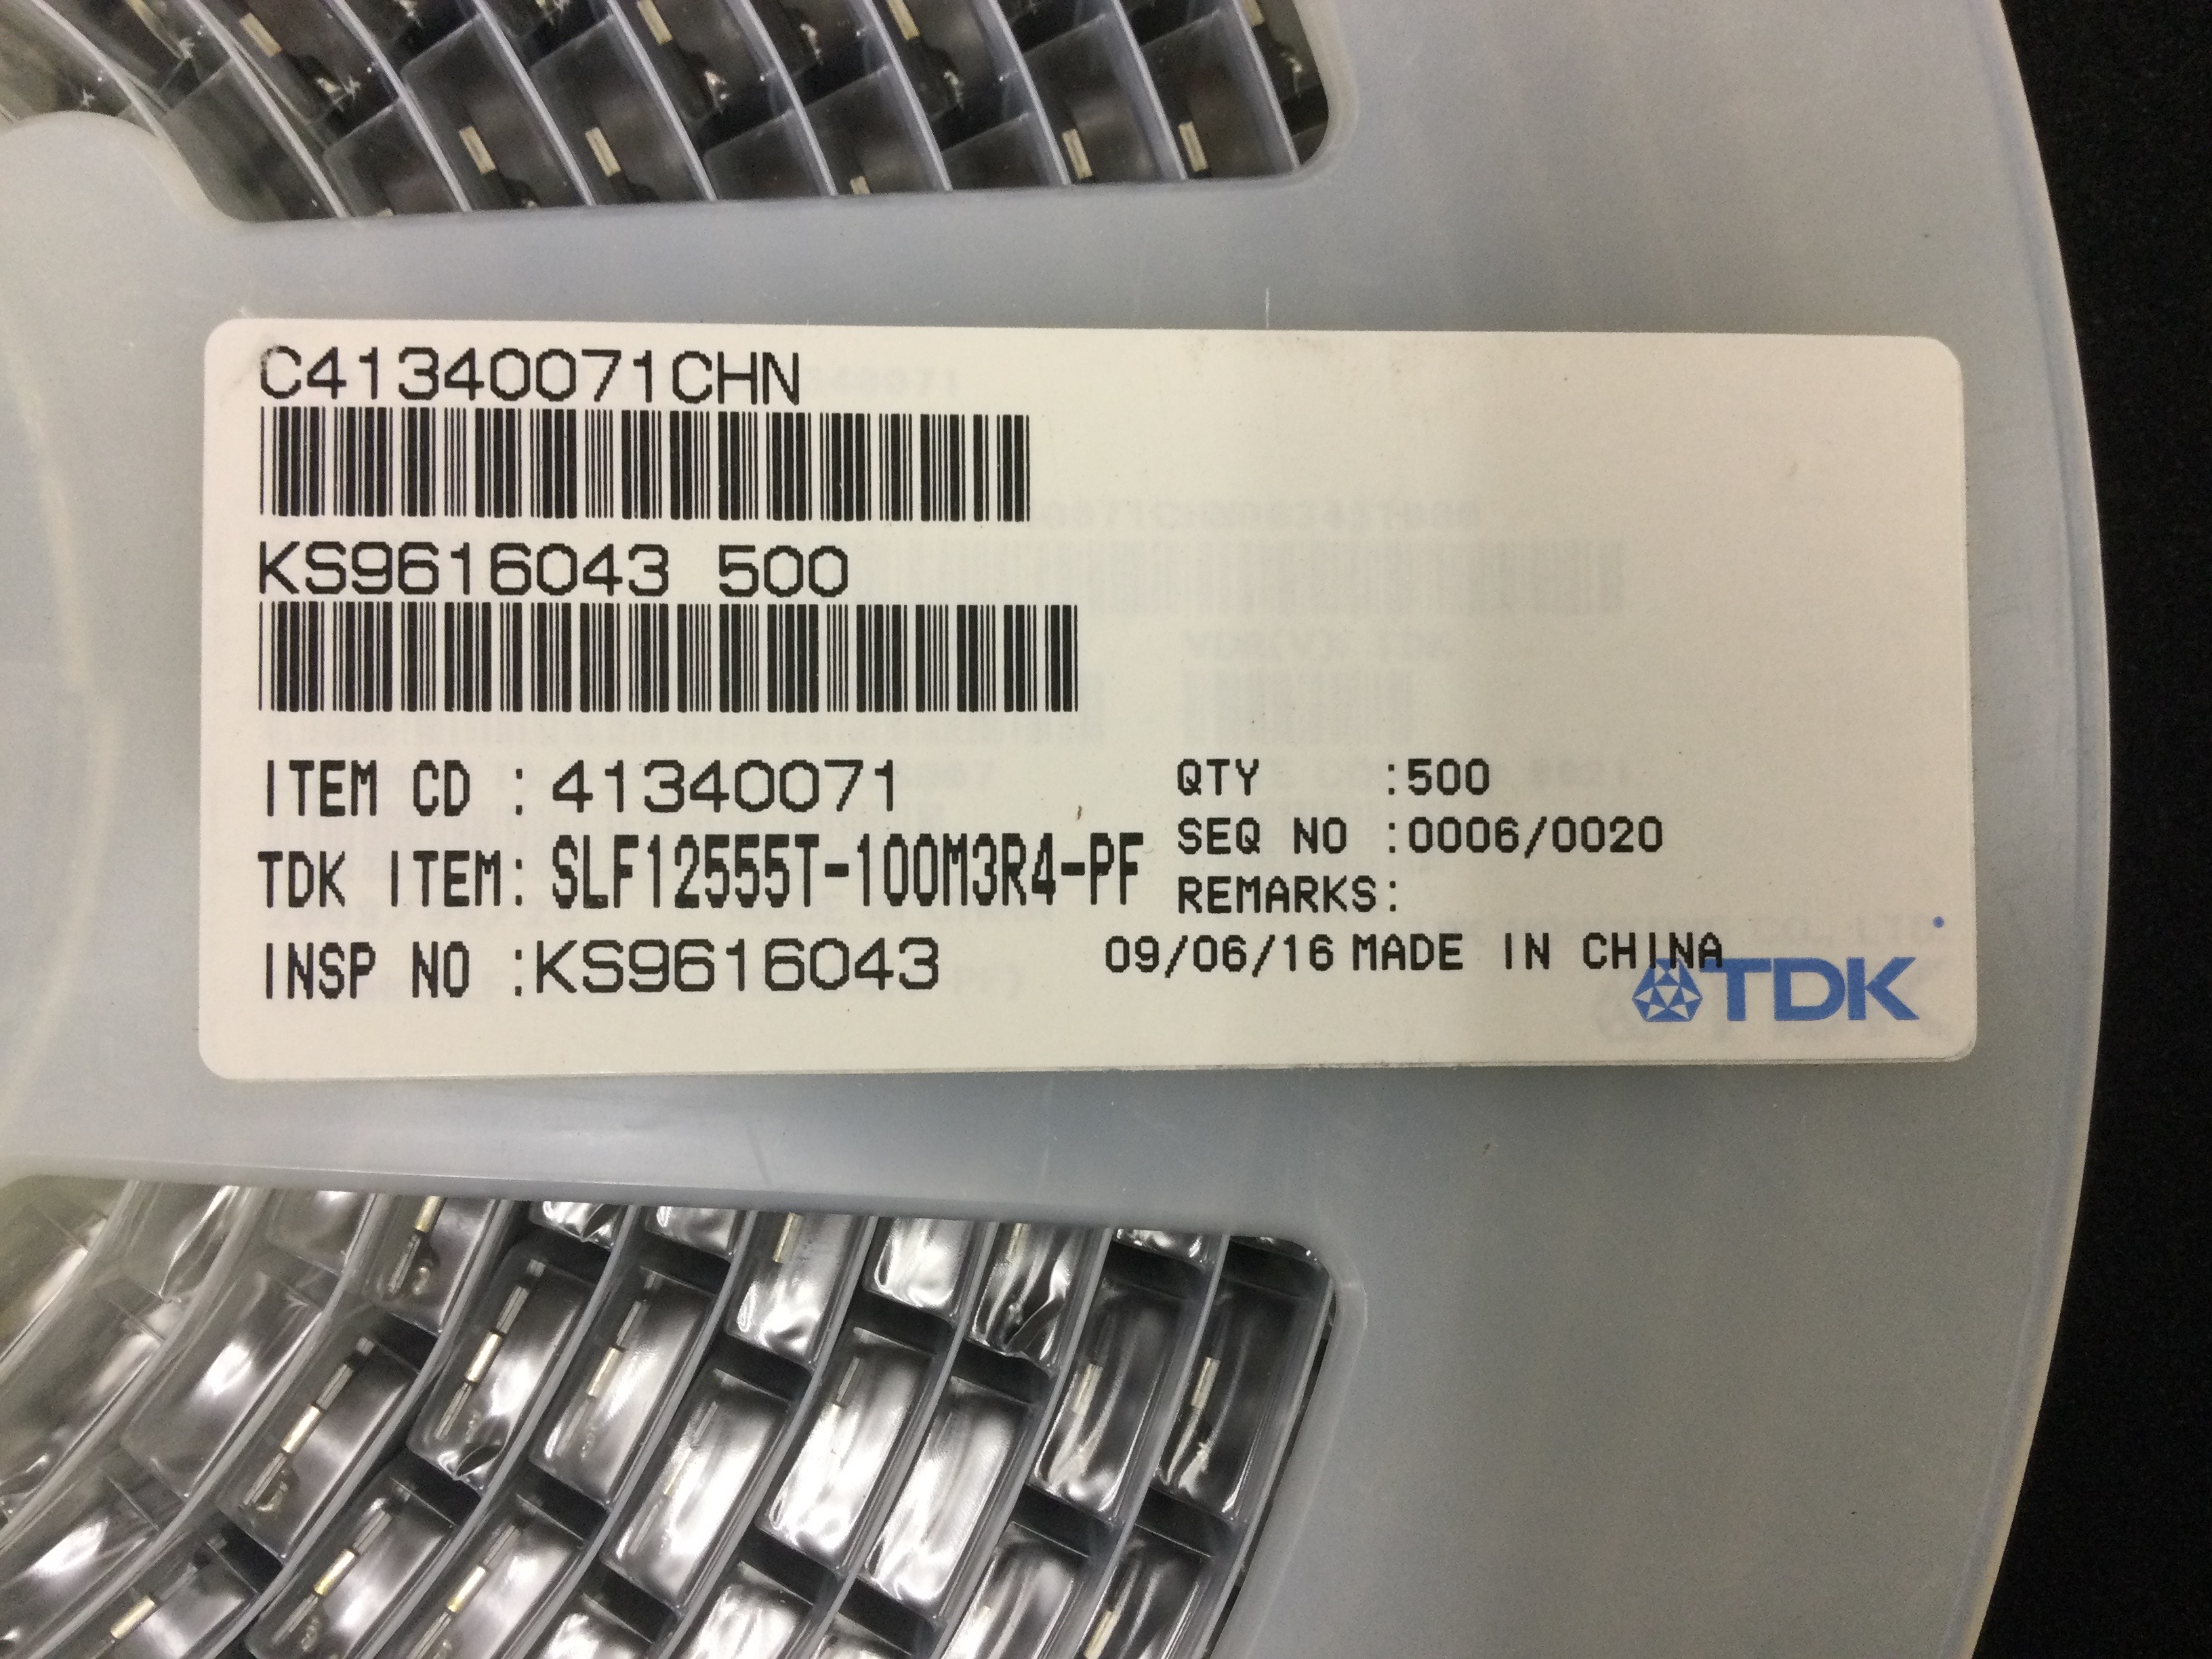 C41340071CHN
KS9616043 500
ITEM CD : 41340071
QTY :500
TDK ITEM: SLF12555T-100M3R4-PF
SEQ NO :0006/0020
REMARKS:
INSP NO :KS9616043
09/06/16 MADE IN CHINA
TDK